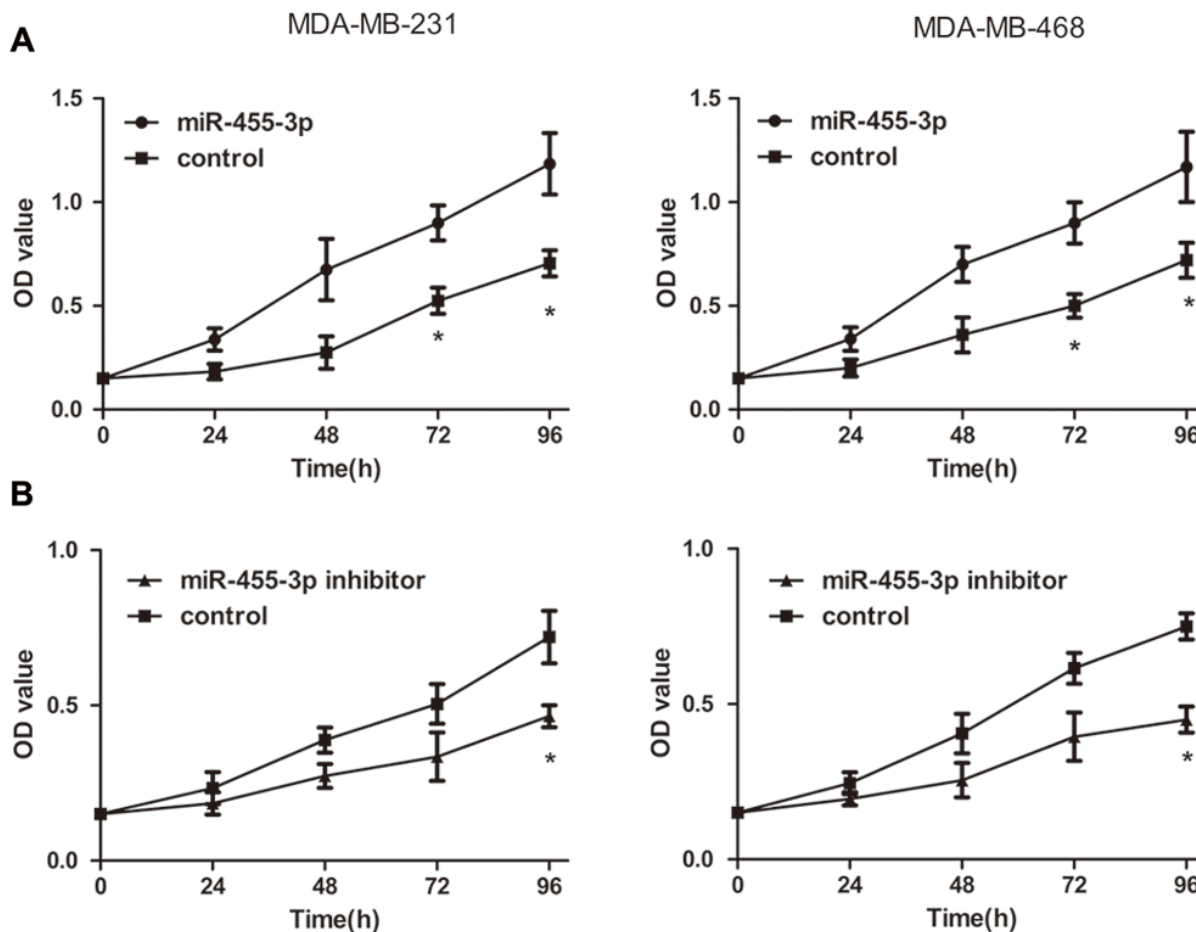 MDA-MB-231
MDA-MB-468
A
1.5
1.0
0.5
0.0
OD value
miR-455-3p
control
*
*
0 24 48 72 96
Time(h)
1.5
1.0
0.5
0.0
OD value
miR-455-3p
control
*
*
0 24 48 72 96
Time(h)
B
1.0
0.5
0.0
OD value
miR-455-3p inhibitor
control
*
0 24 48 72 96
Time(h)
1.0
0.5
0.0
OD value
miR-455-3p inhibitor
control
*
0 24 48 72 96
Time(h)